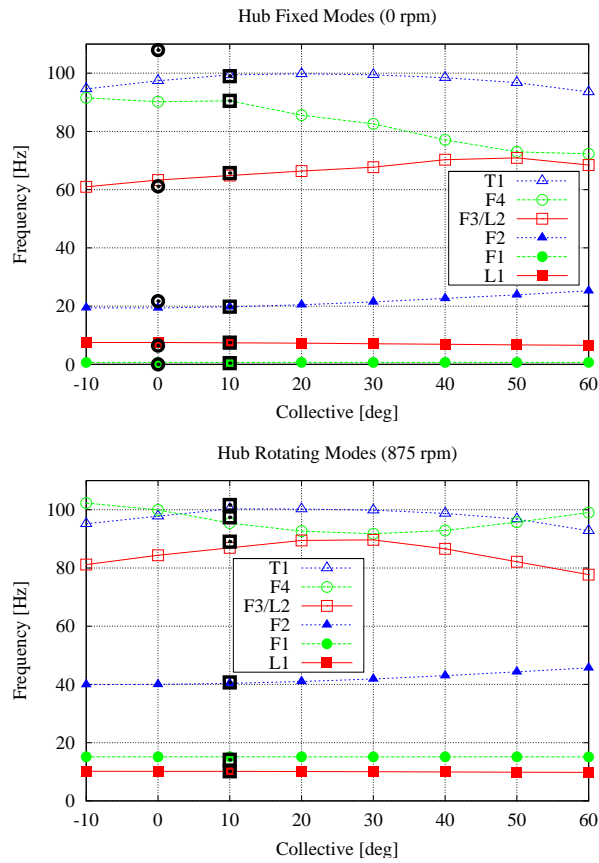 Hub Fixed Modes (0 rpm)
Frequency [Hz]
100
80
60
40
20
0
T1
F4
F3/L2
F2
F1
L1
-10 0 10 20 30 40 50 60
Collective [deg]
Hub Rotating Modes (875 rpm)
Frequency [Hz]
100
80
60
40
20
0
T1
F4
F3/L2
F2
F1
L1
-10 0 10 20 30 40 50 60
Collective [deg]